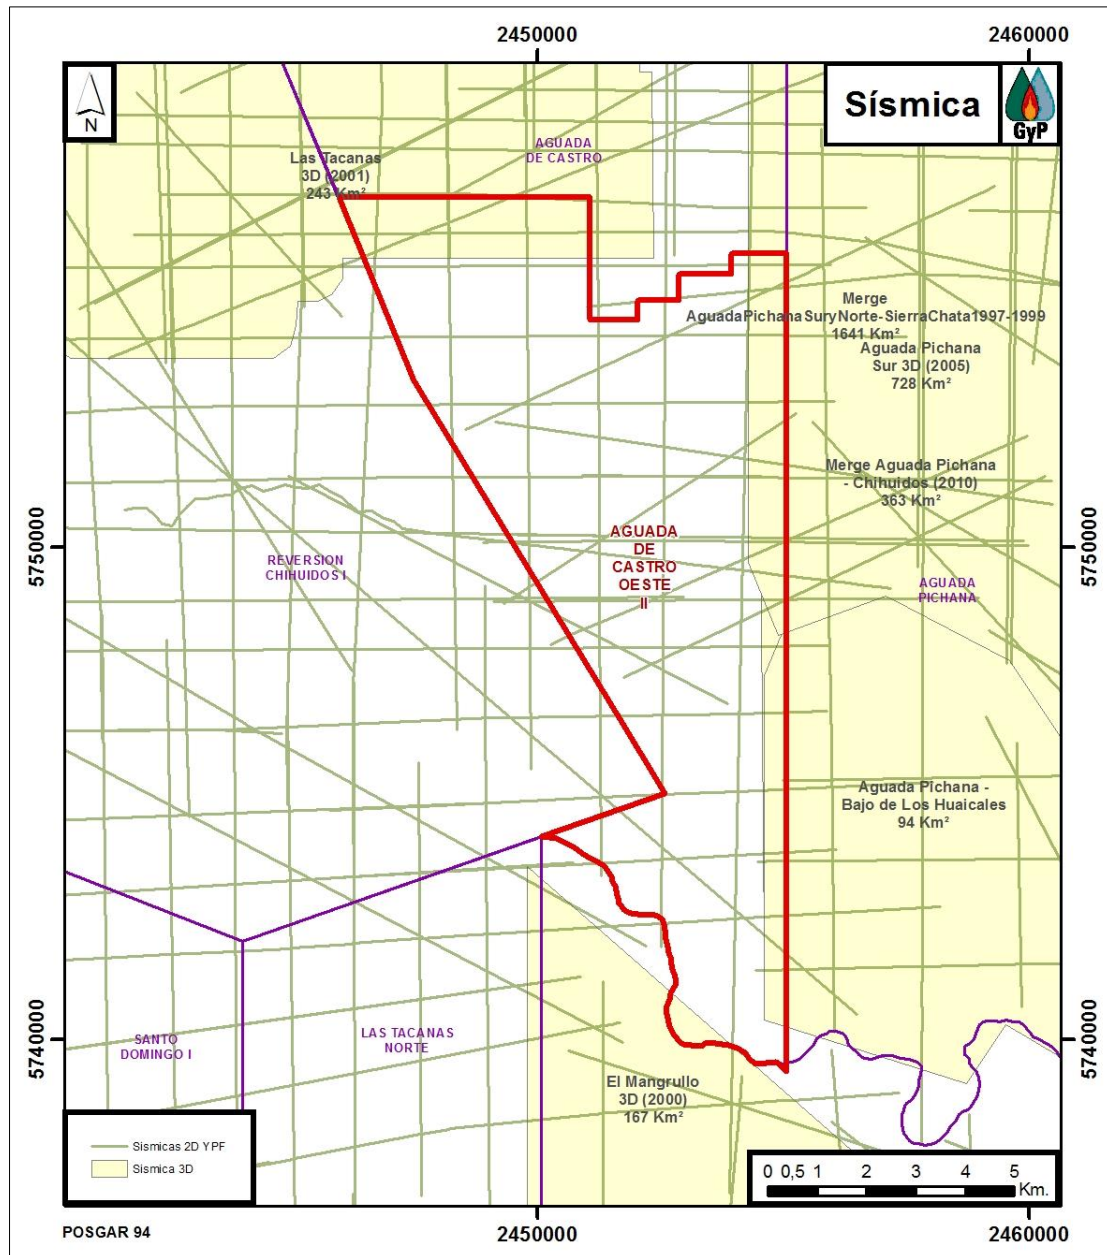 2450000
2460000
N
Sísmica
GyP
AGUADA
DE CASTRO
Las Tacanas
3D (2001)
243 Km²
Merge
AguadaPichanaSuryNorte-SierraChata1997-1999
1641 Km²
Aguada Pichana
Sur 3D (2005)
728 Km²
Merge Aguada Pichana
- Chihuidos (2010)
363 Km²
5750000
5750000
AGUADA
DE
CASTRO
OESTE
II
REVERSION
CHIHUIDOS I
AGUADA
PICHANA
Aguada Pichana -
Bajo de Los Huaicales
94 Km²
5740000
5740000
SANTO
DOMINGO I
LAS TACANAS
NORTE
El Mangrullo
3D (2000)
167 Km²
Sismicas 2D YPF
Sismica 3D
0 0,5 1 2 3 4 5
Km.
POSGAR 94
2450000
2460000